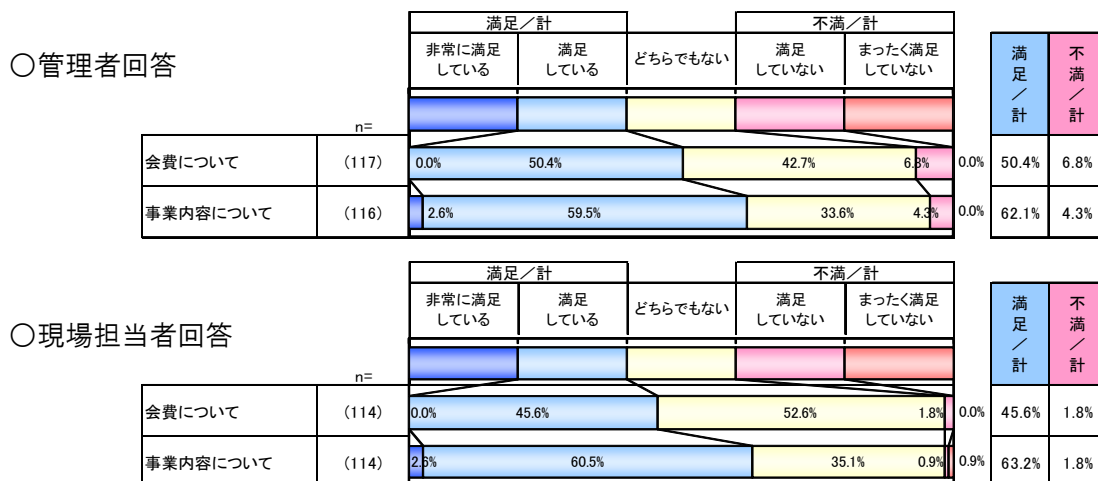 ○管理者回答
満足／計 不満／計
非常に満足している 満足している どちらでもない 満足していない まったく満足していない 満足／計 不満／計
n=
会費について (117) 0.0% 50.4% 42.7% 6.8% 0.0% 50.4% 6.8%
事業内容について (116) 2.6% 59.5% 33.6% 4.3% 0.0% 62.1% 4.3%
○現場担当者回答
満足／計 不満／計
非常に満足している 満足している どちらでもない 満足していない まったく満足していない 満足／計 不満／計
n=
会費について (114) 0.0% 45.6% 52.6% 1.8% 0.0% 45.6% 1.8%
事業内容について (114) 2.6% 60.5% 35.1% 0.9% 0.9% 63.2% 1.8%